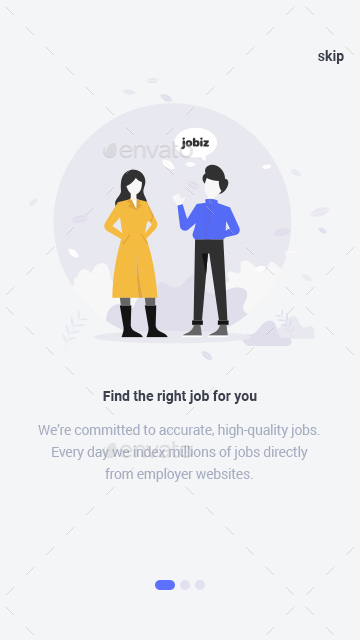 skip
envato
jobiz
Find the right job for you
We're committed to accurate, high-quality jobs.
Every day we index millions of jobs directly
envato
from employer websites.